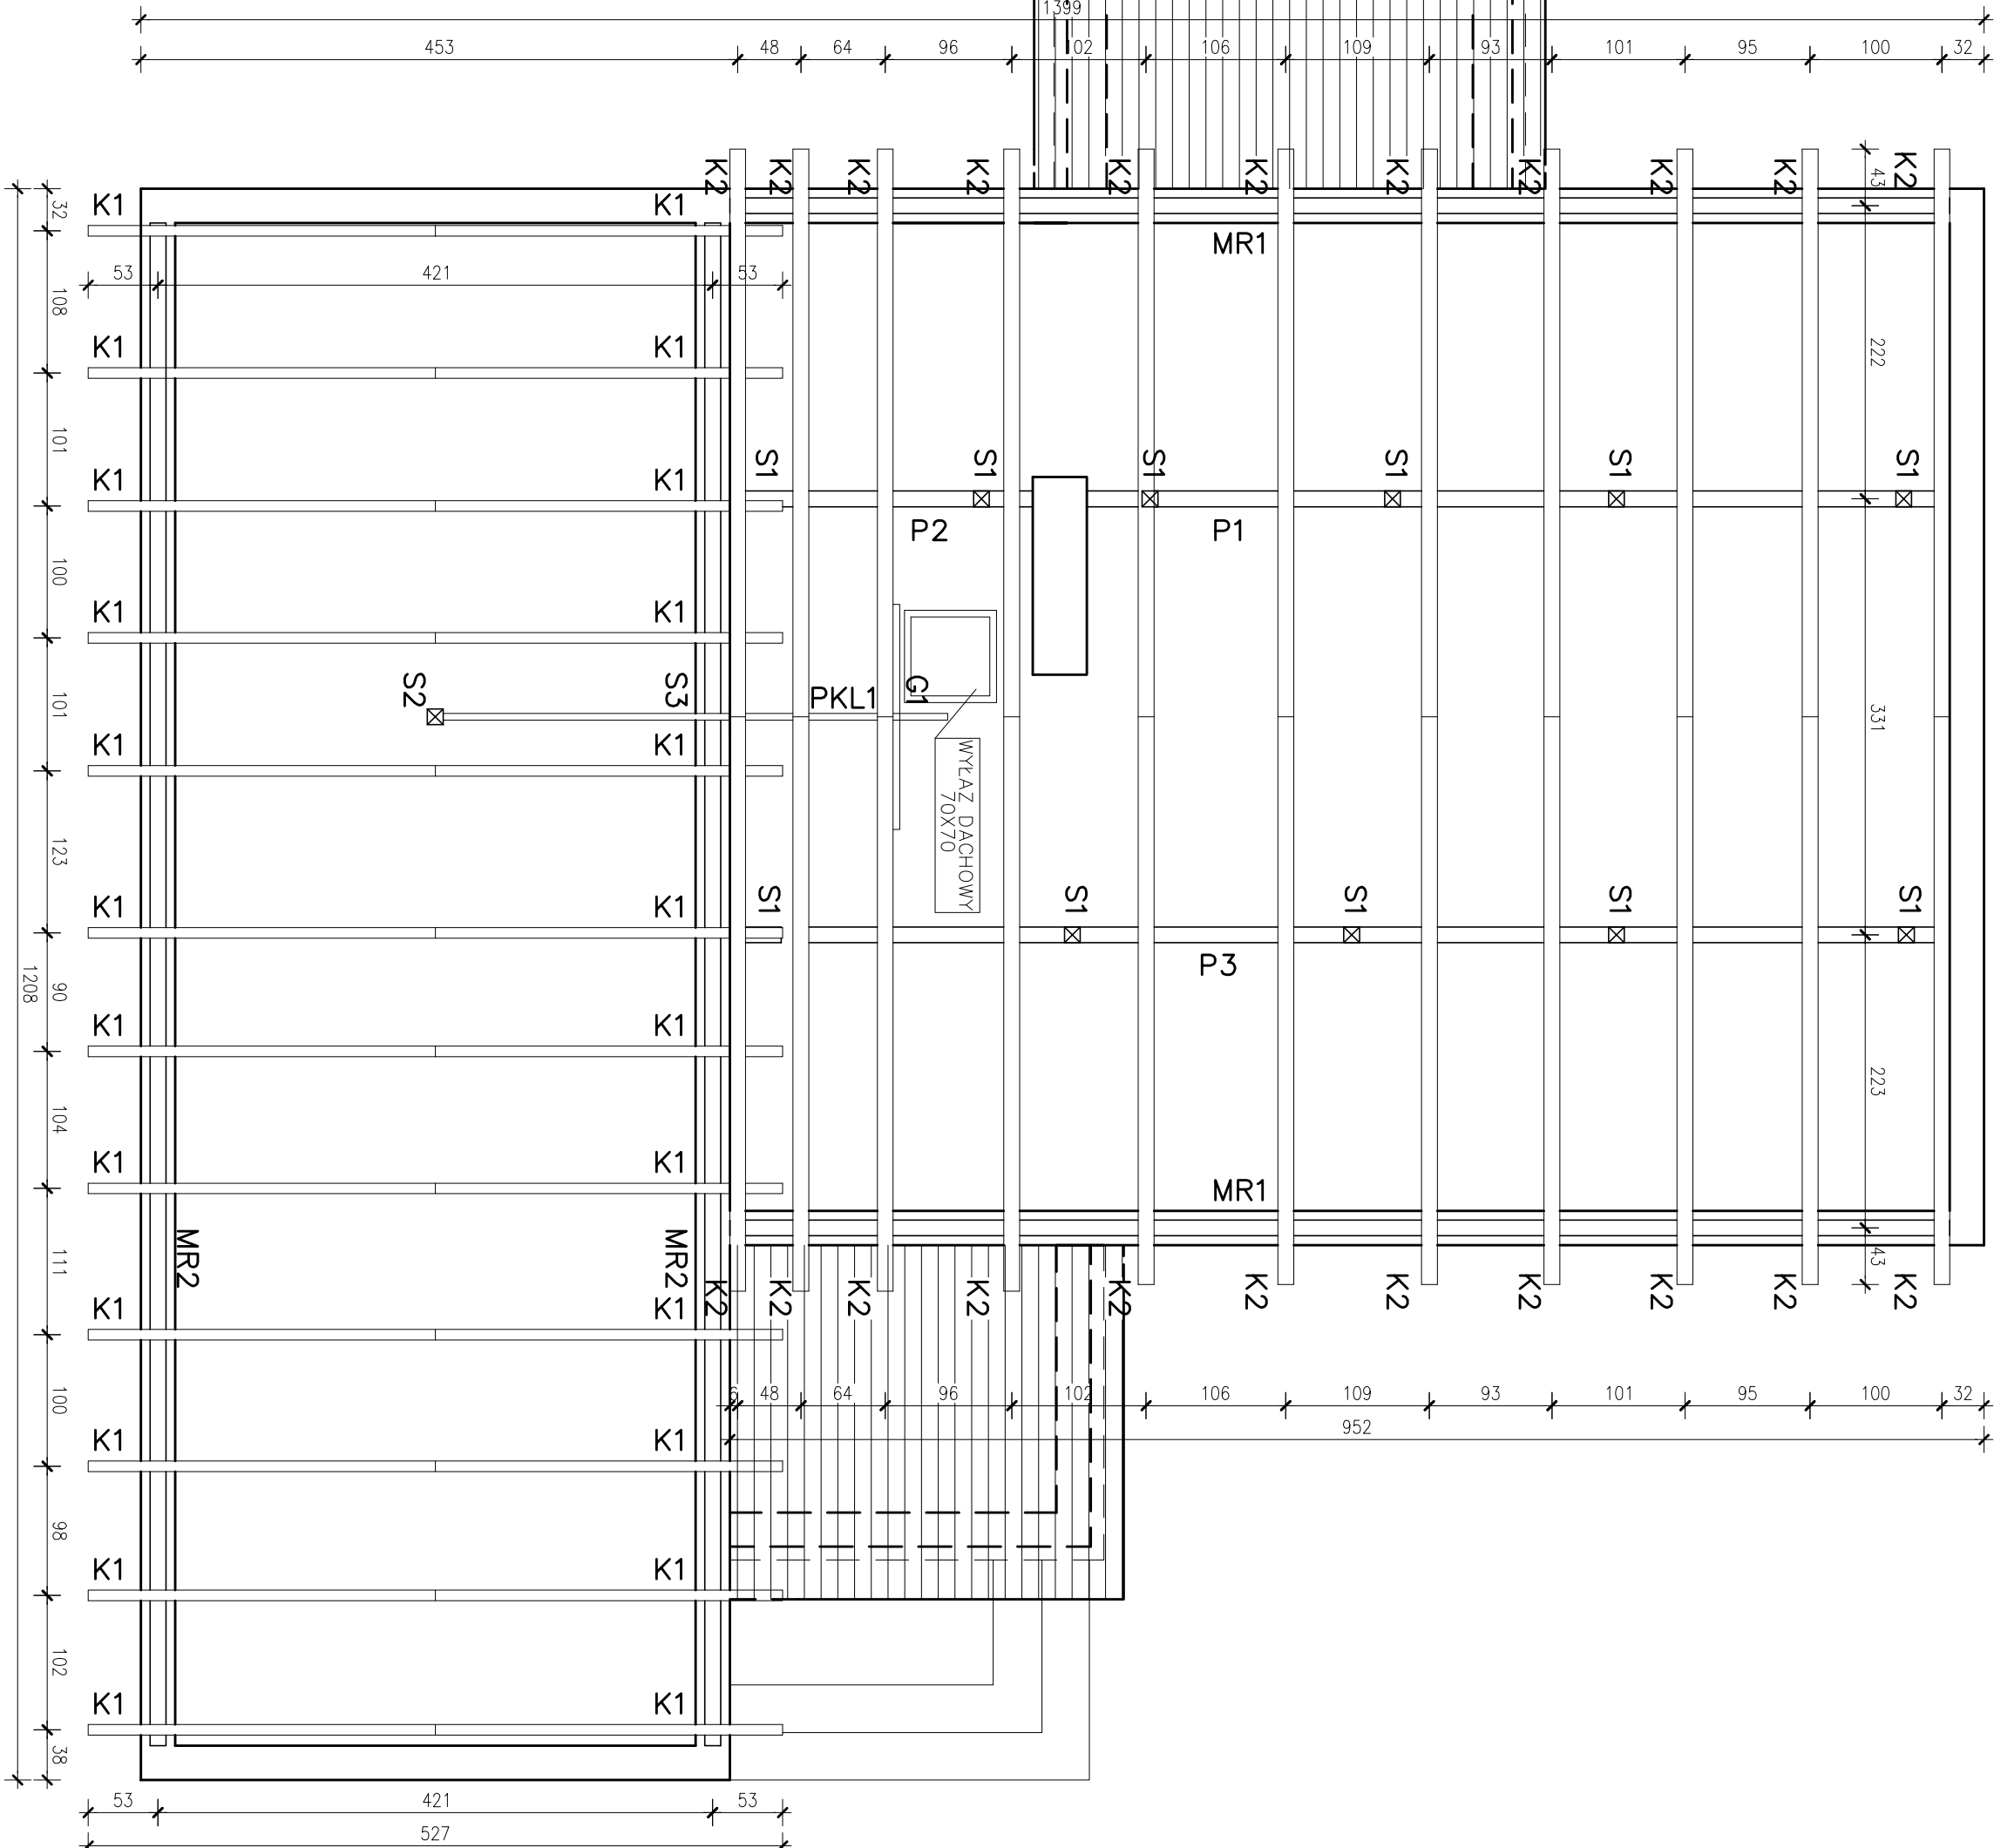 1399
453 48 64 96 102 106 109 93 101 95 100 32
K2 K2 K2 K2 K2 K2 K2 K2 K2 K2 K2
43
32
K1 K1
MR1
53 421 53
108
222
K1 K1
101
S1 S1 S1 S1 S1 S1
K1 K1
P2 P1
100
K1 K1
S2 S3 PKL1 G1
101
331
K1 K1
WYŁAZ DACHOWY
70X70
123
S1 S1 S1 S1 S1
K1 K1
P3
1208
90
K1 K1
223
104
K1 K1
MR1
MR2 MR2
111
43
K2 K2 K2 K2 K2 K2 K2 K2 K2 K2 K2
K1 K1
100
6 48 64 96 102 106 109 93 101 95 100 32
952
K1 K1
98
K1 K1
102
K1 K1
38
53 421 53
527